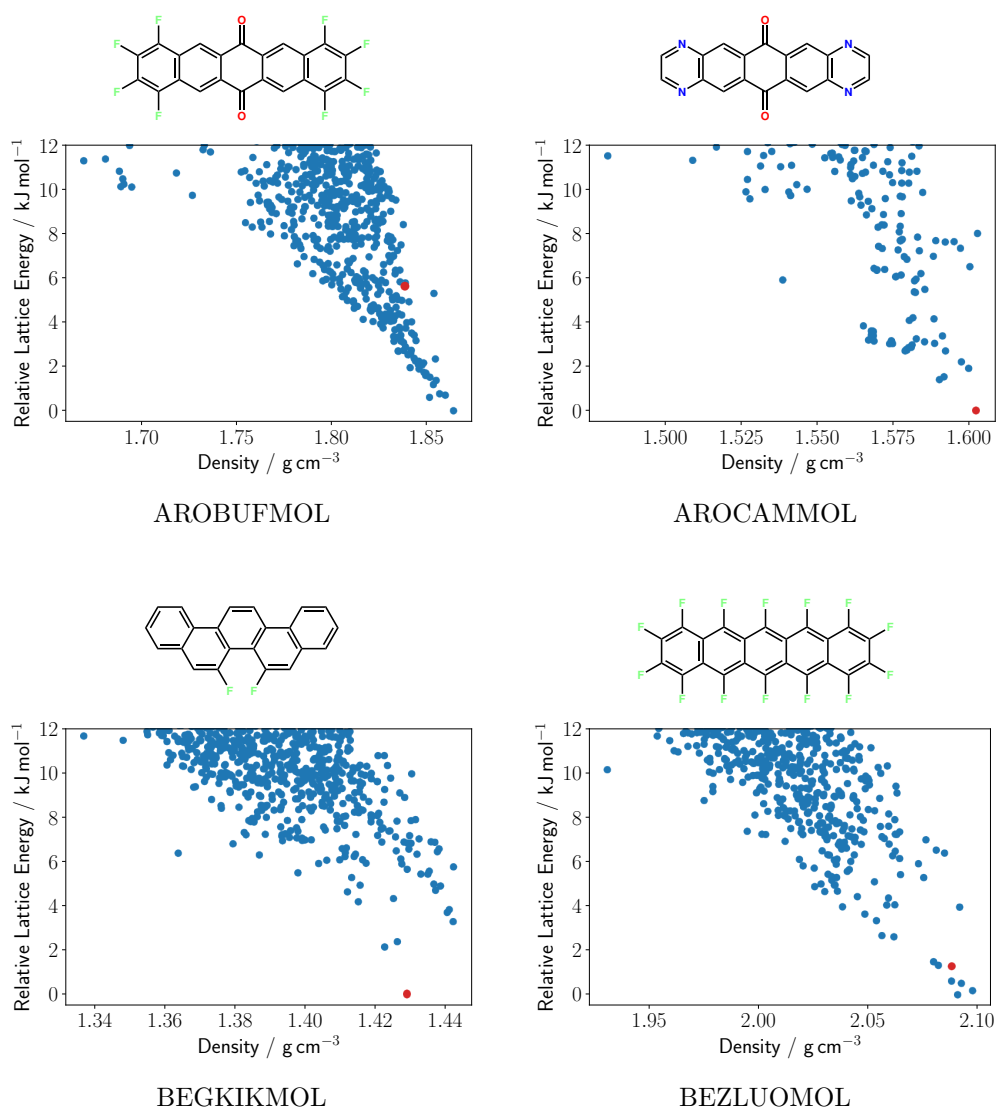 O
F
F
F
F
F
F
F
F
O
12
10
8
6
4
2
0
Relative Lattice Energy / kJ mol⁻¹
1.70 1.75 1.80 1.85
Density / g cm⁻³
AROBUFMOL
O
N
N
N
N
O
12
10
8
6
4
2
0
Relative Lattice Energy / kJ mol⁻¹
1.500 1.525 1.550 1.575 1.600
Density / g cm⁻³
AROCAMMOL
F F
12
10
8
6
4
2
0
Relative Lattice Energy / kJ mol⁻¹
1.34 1.36 1.38 1.40 1.42 1.44
Density / g cm⁻³
BEGKIKMOL
F F F F F
F F
F F
F F F F F
12
10
8
6
4
2
0
Relative Lattice Energy / kJ mol⁻¹
1.95 2.00 2.05 2.10
Density / g cm⁻³
BEZLUOMOL